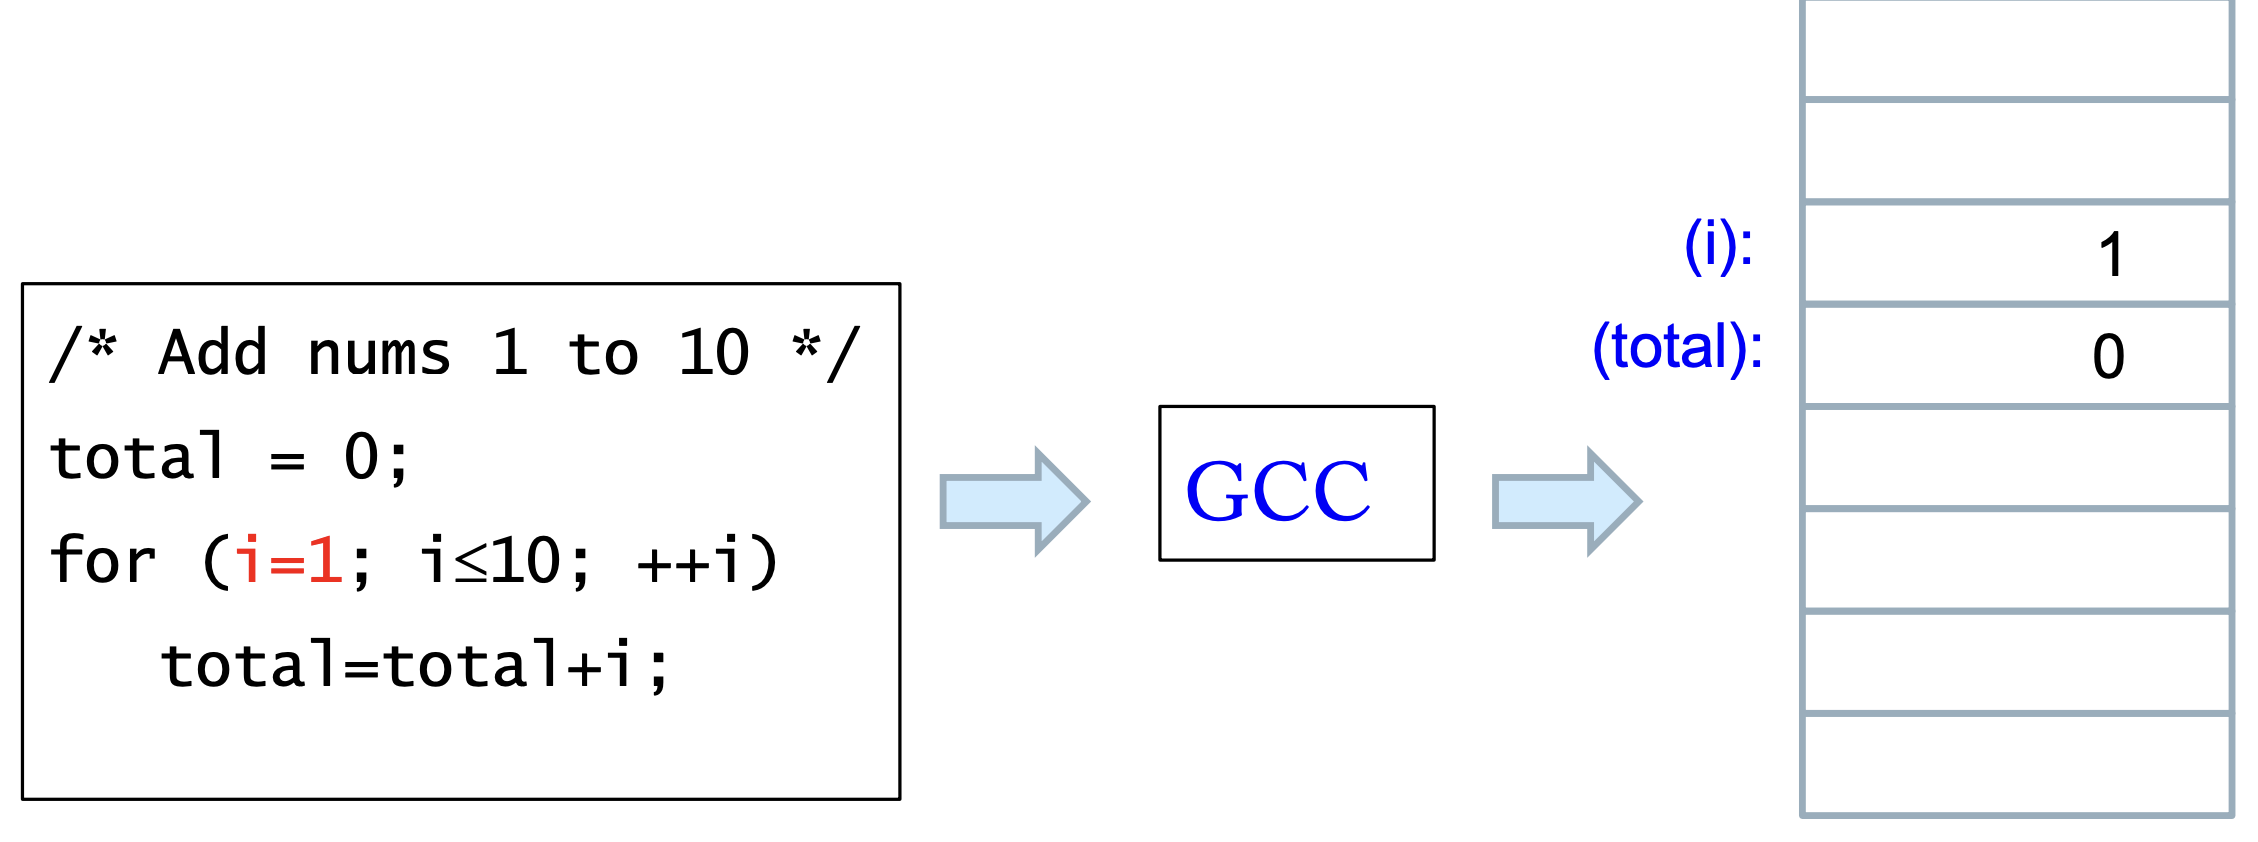 /* Add nums 1 to 10 */
total = 0;
for (i=1; i≤10; ++i)
total=total+i;
GCC
(i):
1
(total):
0